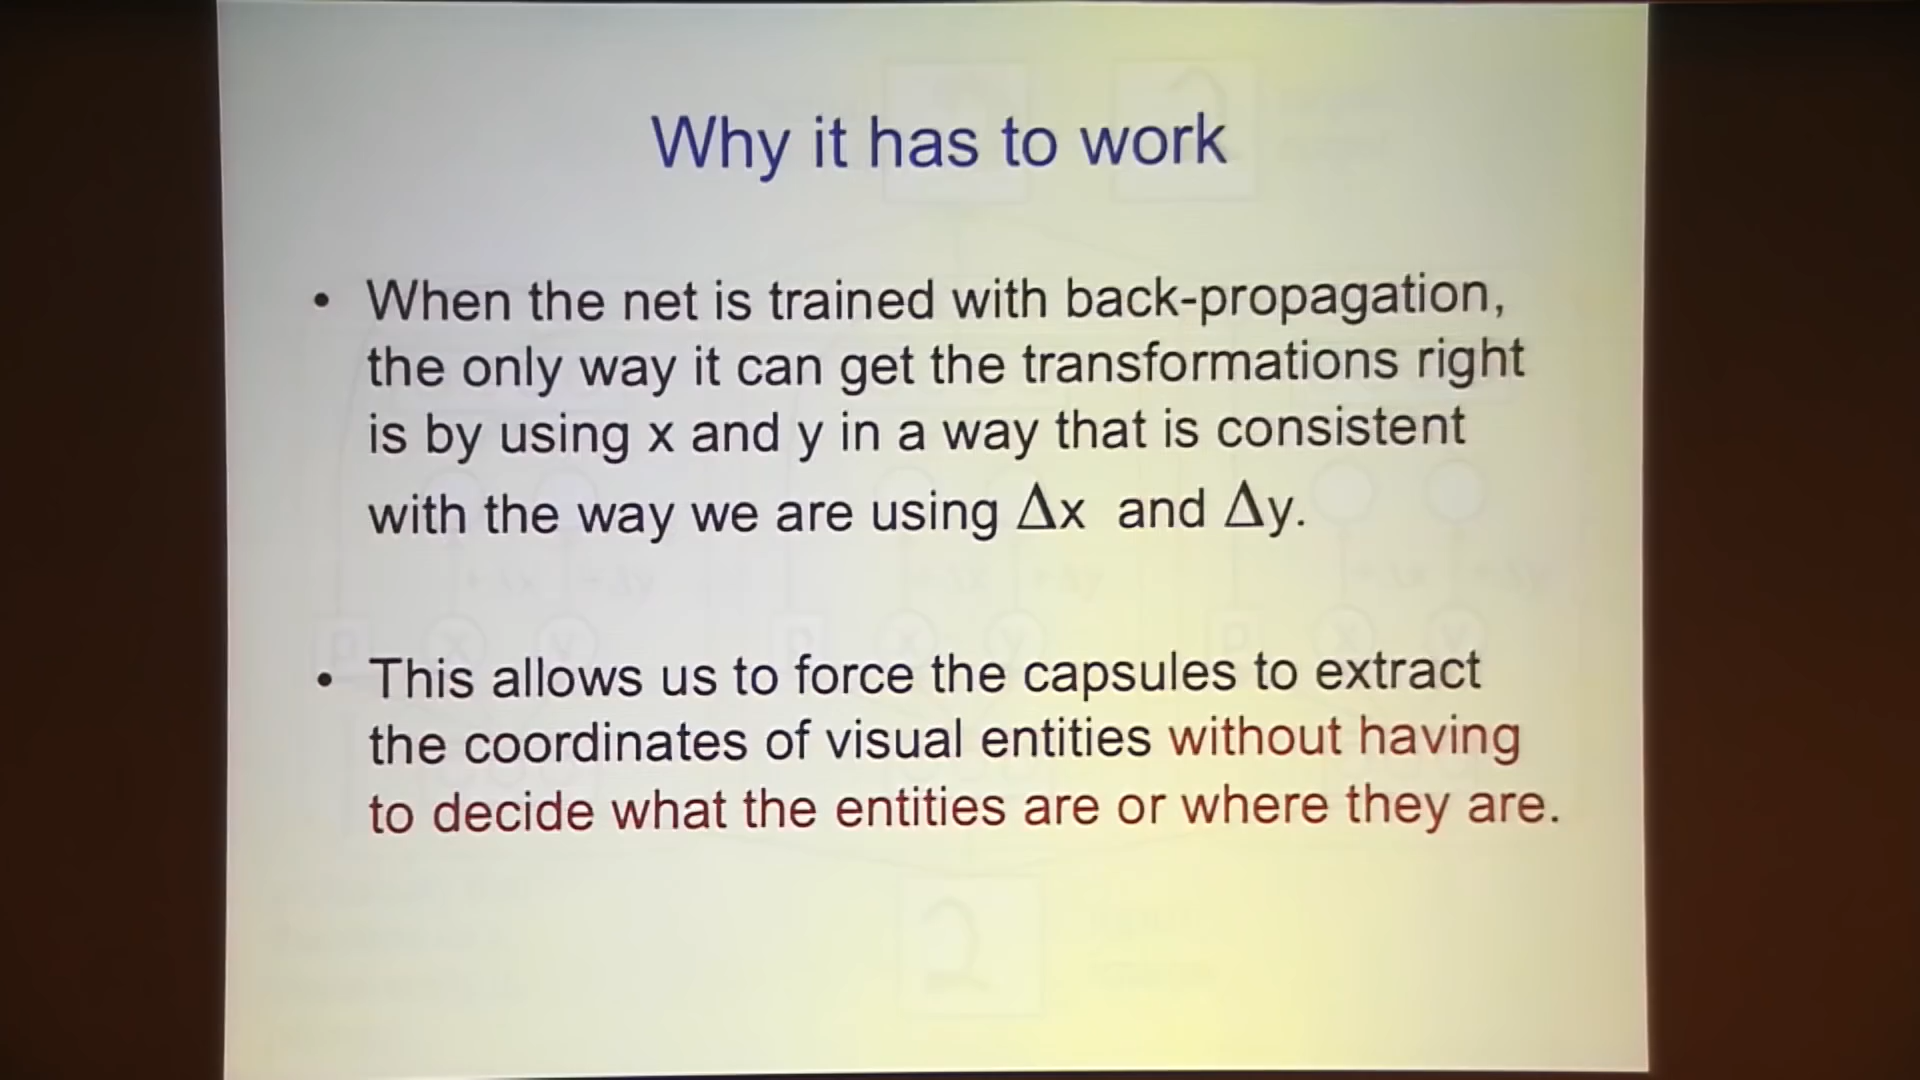 Why it has to work
• When the net is trained with back-propagation,
the only way it can get the transformations right
is by using x and y in a way that is consistent
with the way we are using Δx and Δy.
• This allows us to force the capsules to extract
the coordinates of visual entities without having
to decide what the entities are or where they are.